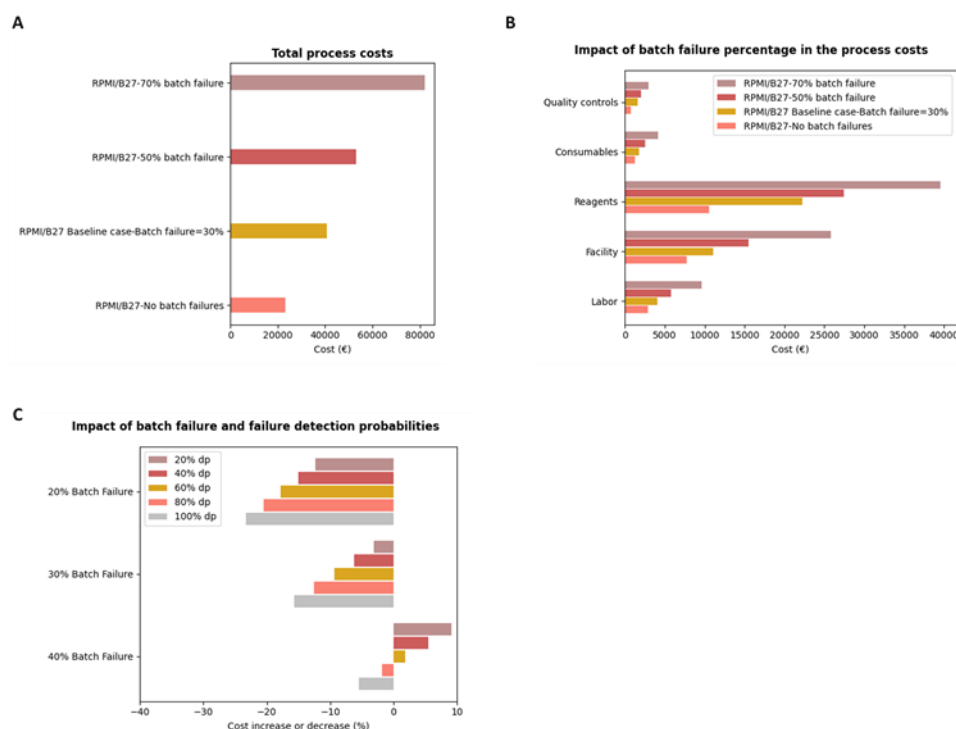 A
Total process costs
RPMI/B27-70% batch failure
RPMI/B27-50% batch failure
RPMI/B27 Baseline case-Batch failure=30%
RPMI/B27-No batch failures
0 20000 40000 60000 80000
Cost (€)
B
Impact of batch failure percentage in the process costs
RPMI/B27-70% batch failure
RPMI/B27-50% batch failure
RPMI/B27 Baseline case-Batch failure=30%
RPMI/B27-No batch failures
Quality controls
Consumables
Reagents
Facility
Labor
0 5000 10000 15000 20000 25000 30000 35000 40000
Cost (€)
C
Impact of batch failure and failure detection probabilities
20% dp
40% dp
60% dp
80% dp
100% dp
20% Batch Failure
30% Batch Failure
40% Batch Failure
−40 −30 −20 −10 0 10
Cost increase or decrease (%)